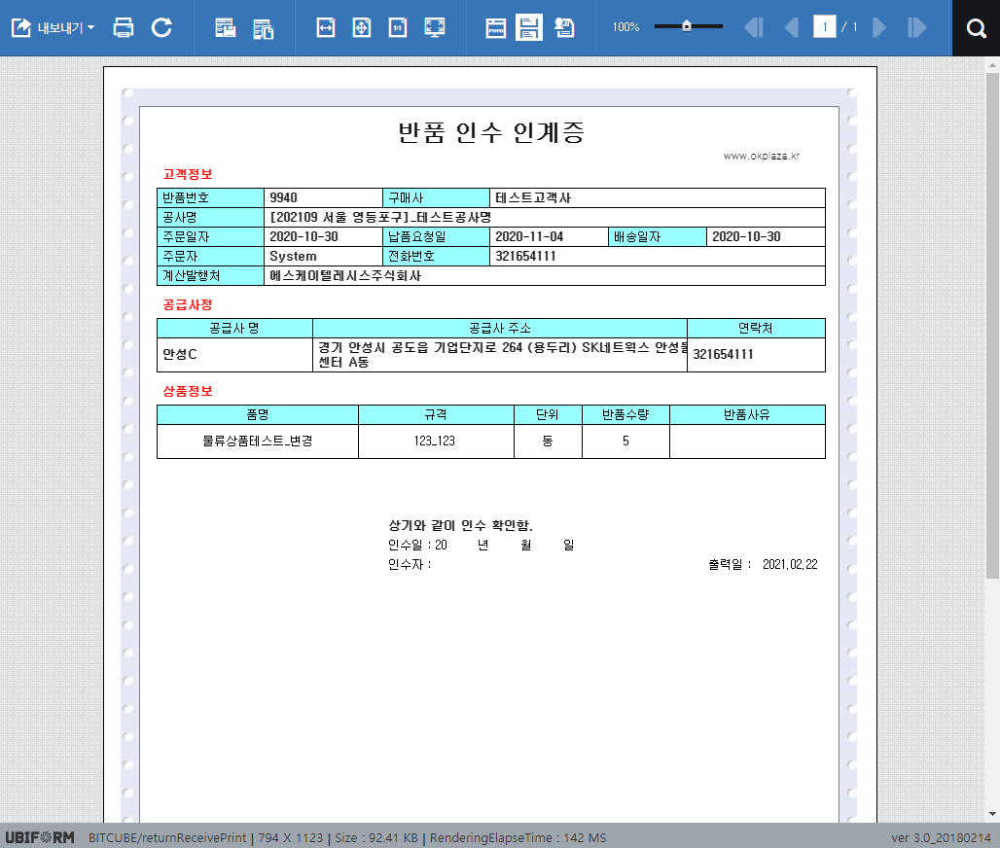 내보내기
100%
1 / 1
반품 인수 인계증
www.okplaza.kr
고객정보
반품번호 9940 구매사 테스트고객사
공사명 [202109 서울 영등포구]_테스트공사명
주문일자 2020-10-30 납품요청일 2020-11-04 배송일자 2020-10-30
주문자 System 전화번호 321654111
계산발행처 에스케이텔레시스주식회사
공급사정
공급사 명 공급사 주소 연락처
안성C 경기 안성시 공도읍 기업단지로 264 (용두리) SK네트웍스 안성물 321654111
센터 A동
상품정보
품명 규격 단위 반품수량 반품사유
물류상품테스트_변경 123_123 동 5
상기와 같이 인수 확인함.
인수일 : 20 년 월 일
인수자 : 출력일 : 2021.02.22
UBIFORM BITCUBE/returnReceivePrint | 794 X 1123 | Size : 92.41 KB | RenderingElapseTime : 142 MS ver 3.0_20180214